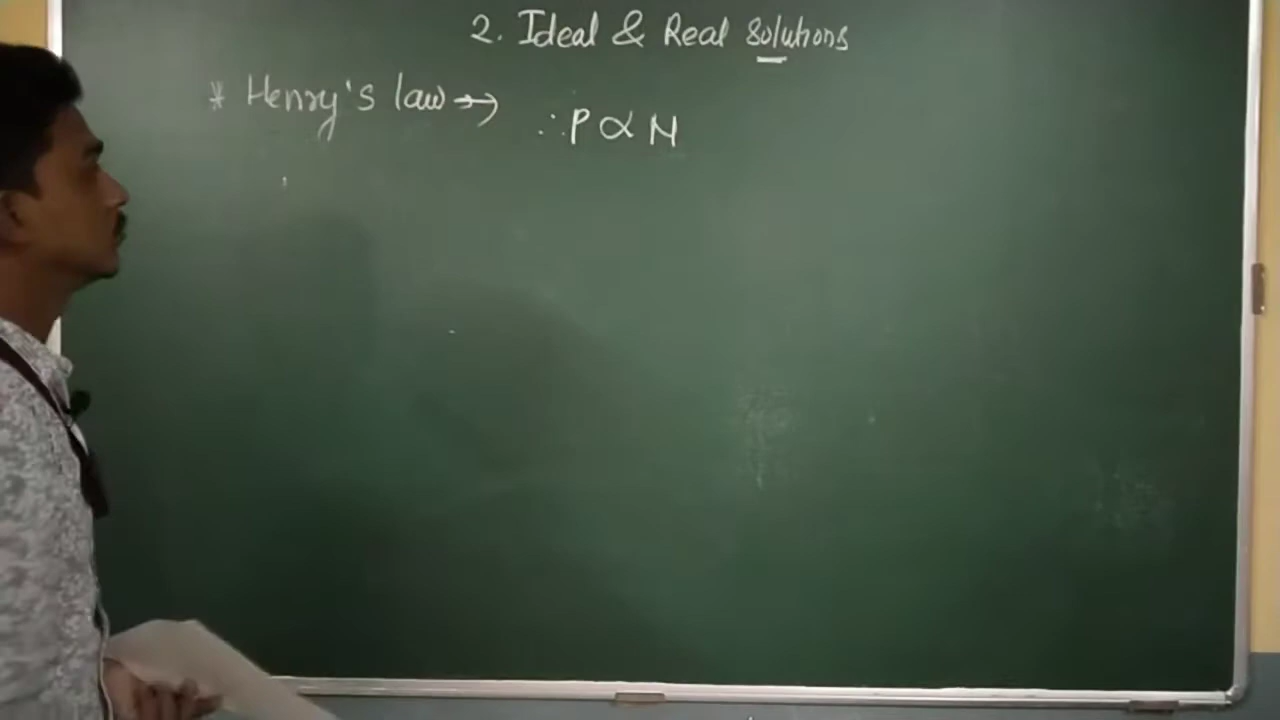 2. Ideal & Real Solutions
* Henry's law →
∴ P ∝ N